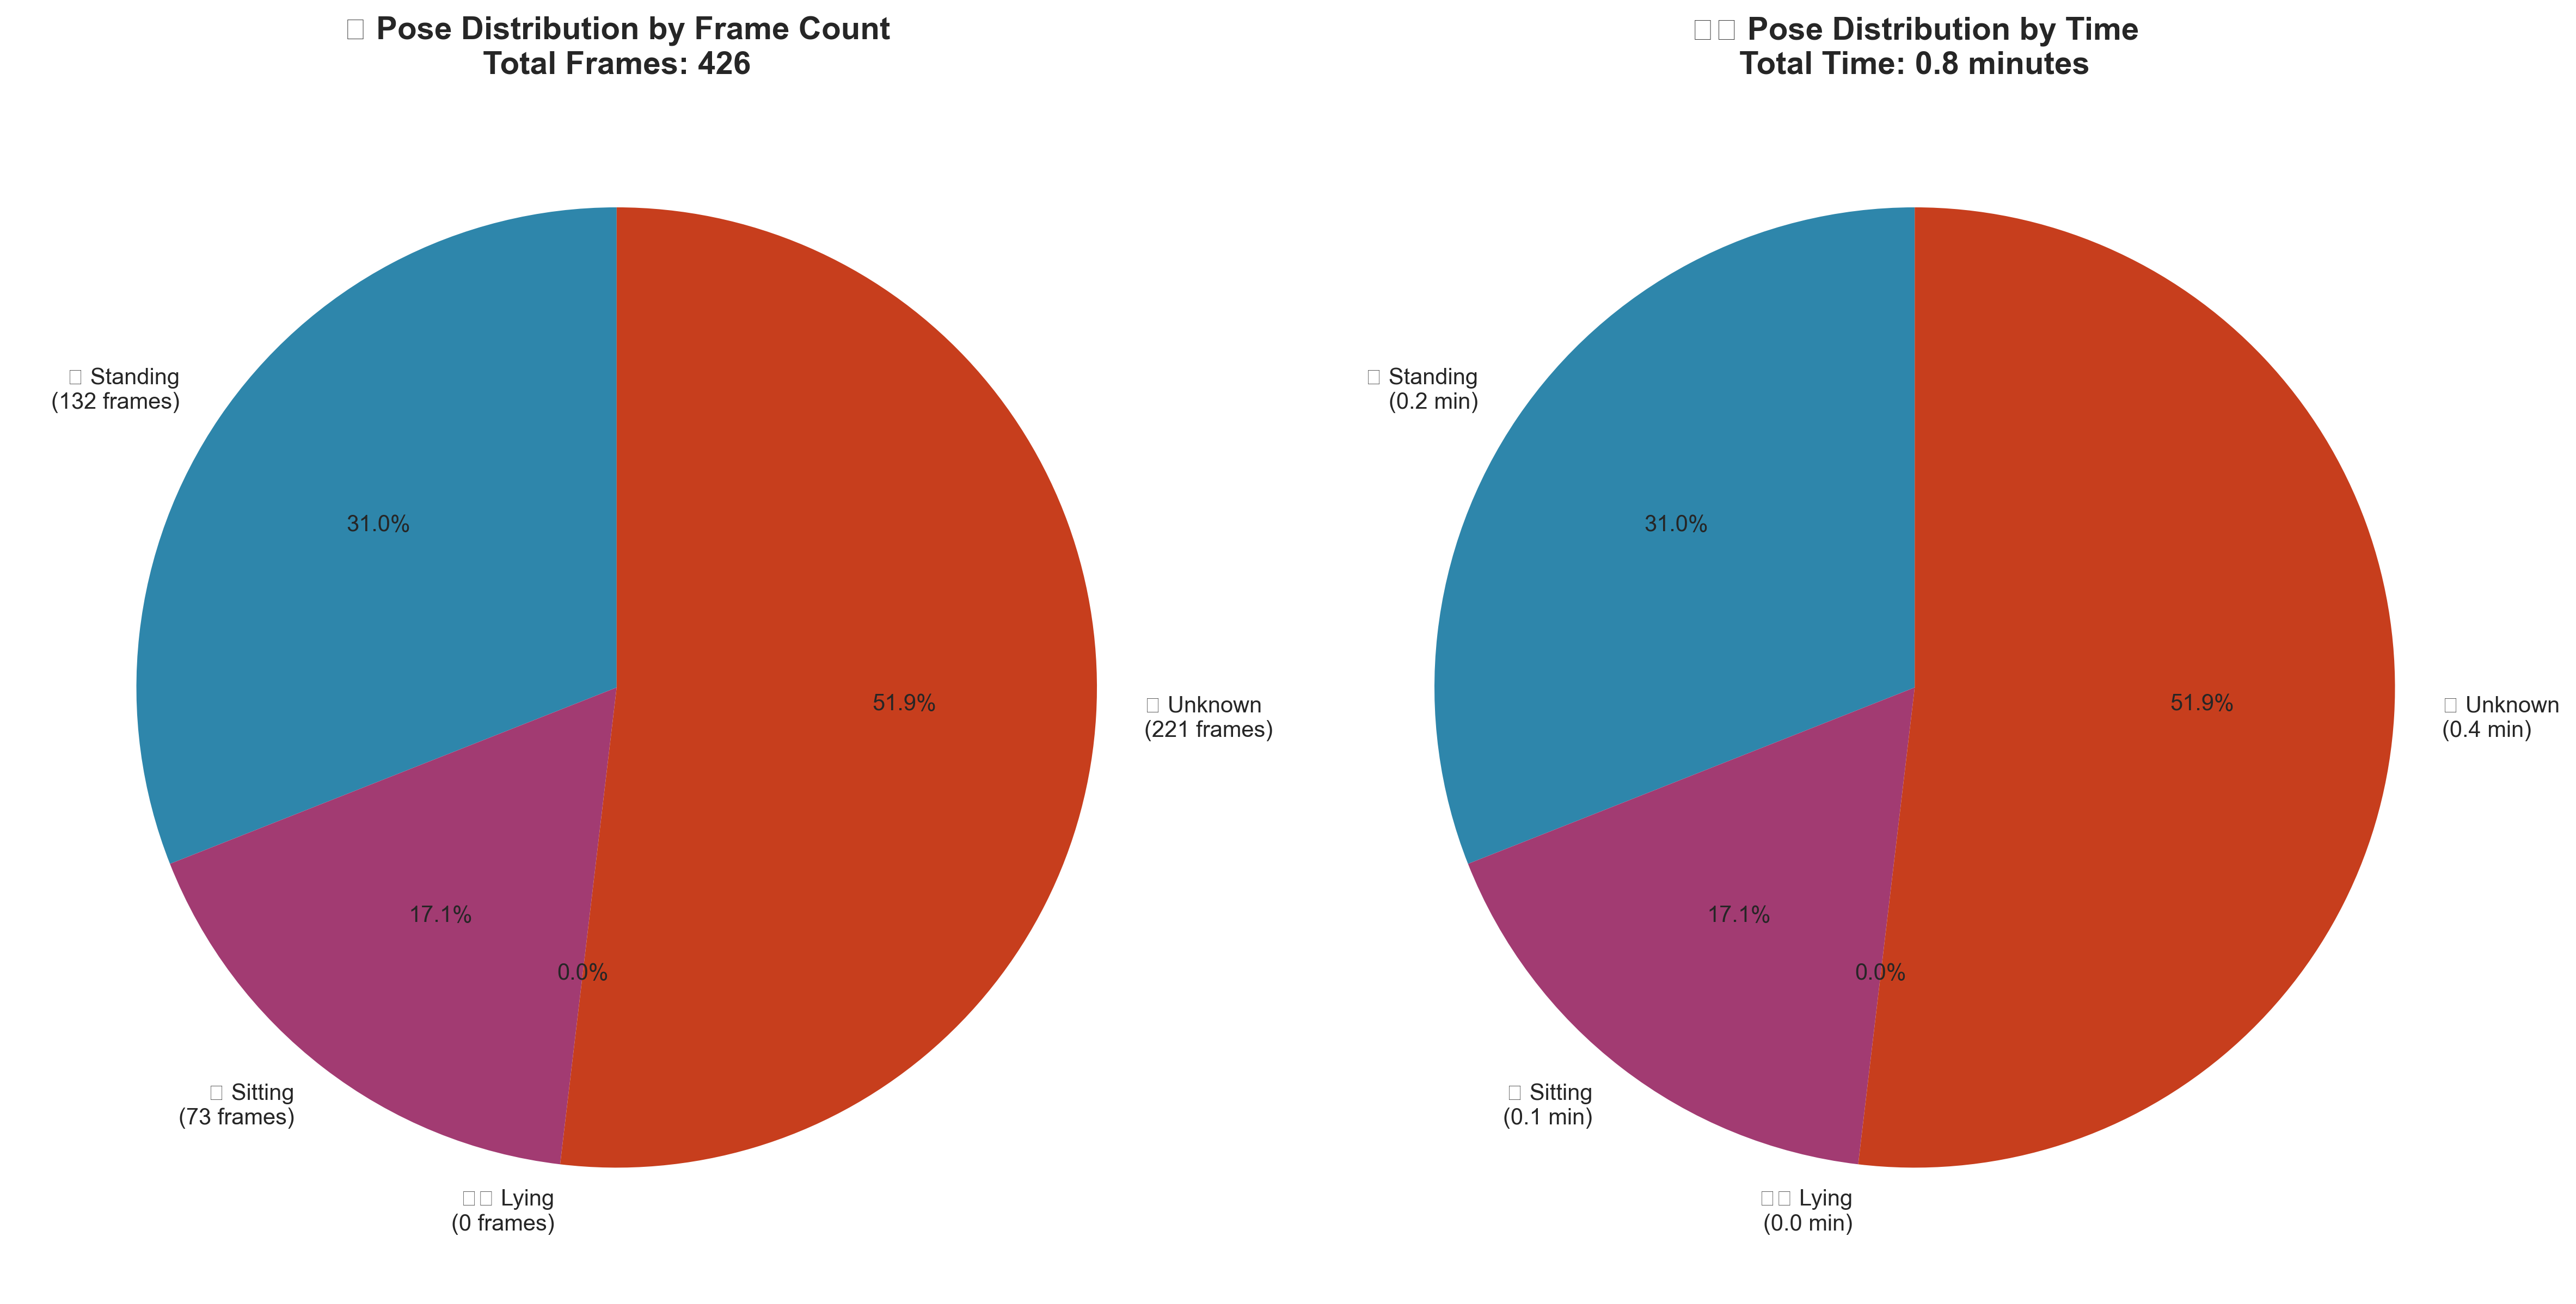 Pose Distribution by Frame Count
Total Frames: 426
Standing
(132 frames)
31.0%
51.9%
Unknown
(221 frames)
17.1%
0.0%
Sitting
(73 frames)
Lying
(0 frames)
Pose Distribution by Time
Total Time: 0.8 minutes
Standing
(0.2 min)
31.0%
51.9%
Unknown
(0.4 min)
17.1%
0.0%
Sitting
(0.1 min)
Lying
(0.0 min)